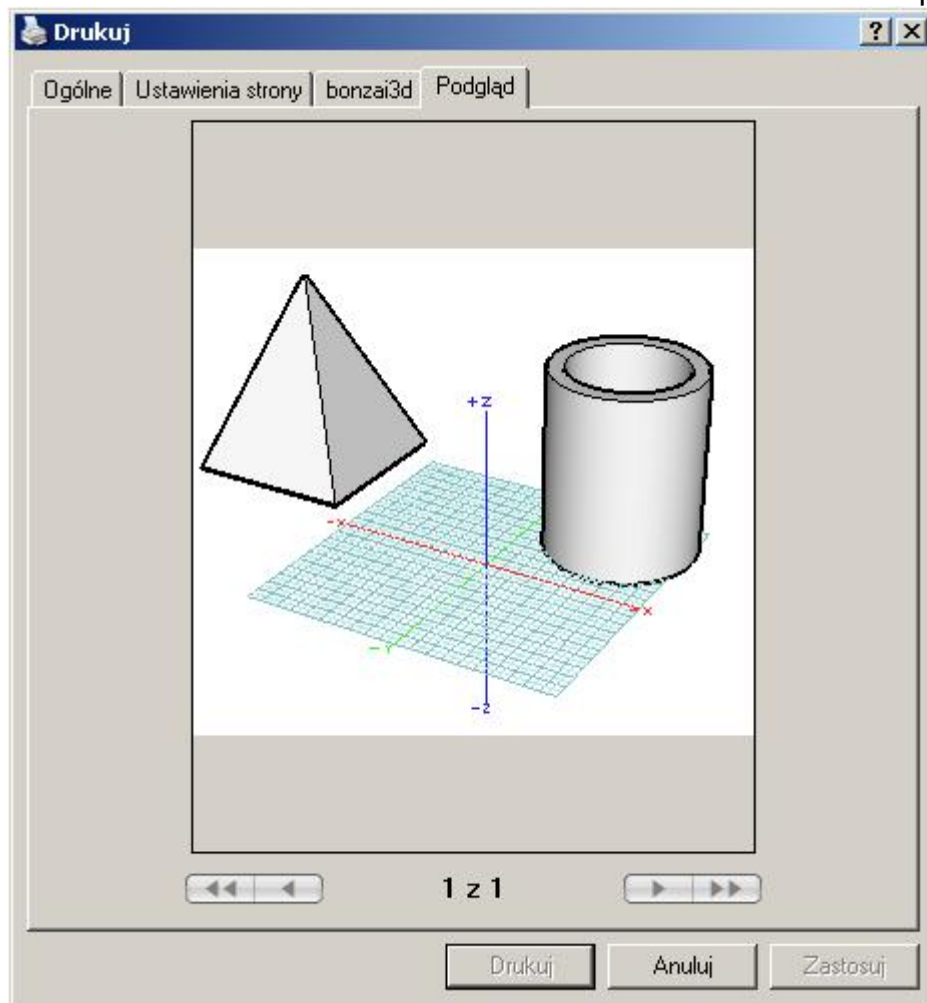 Drukuj
Ogólne Ustawienia strony bonzai3d Podgląd
+z
-x
x
-Y
-z
1 z 1
Drukuj Anuluj Zastosuj